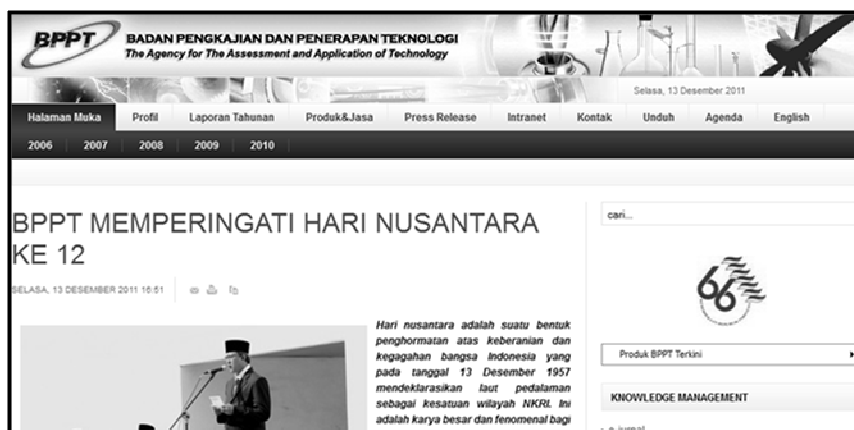 BPPT
BADAN PENGKAJIAN DAN PENERAPAN TEKNOLOGI
The Agency for The Assessment and Application of Technology
Selasa, 13 Desember 2011
Halaman Muka Profil Laporan Tahunan Produk&Jasa Press Release Intranet Kontak Unduh Agenda English
2006 2007 2008 2009 2010
BPPT MEMPERINGATI HARI NUSANTARA
KE 12
SELASA, 13 DESEMBER 2011 16:51
Hari nusantara adalah suatu bentuk
penghormatan atas keberanian dan
kegagahan bangsa Indonesia yang
pada tanggal 13 Desember 1957
mendeklarasikan laut pedalaman
sebagai kesatuan wilayah NKRI. Ini
adalah karya besar dan fenomenal bagi
cari...
66
Produk BPPT Terkini
KNOWLEDGE MANAGEMENT